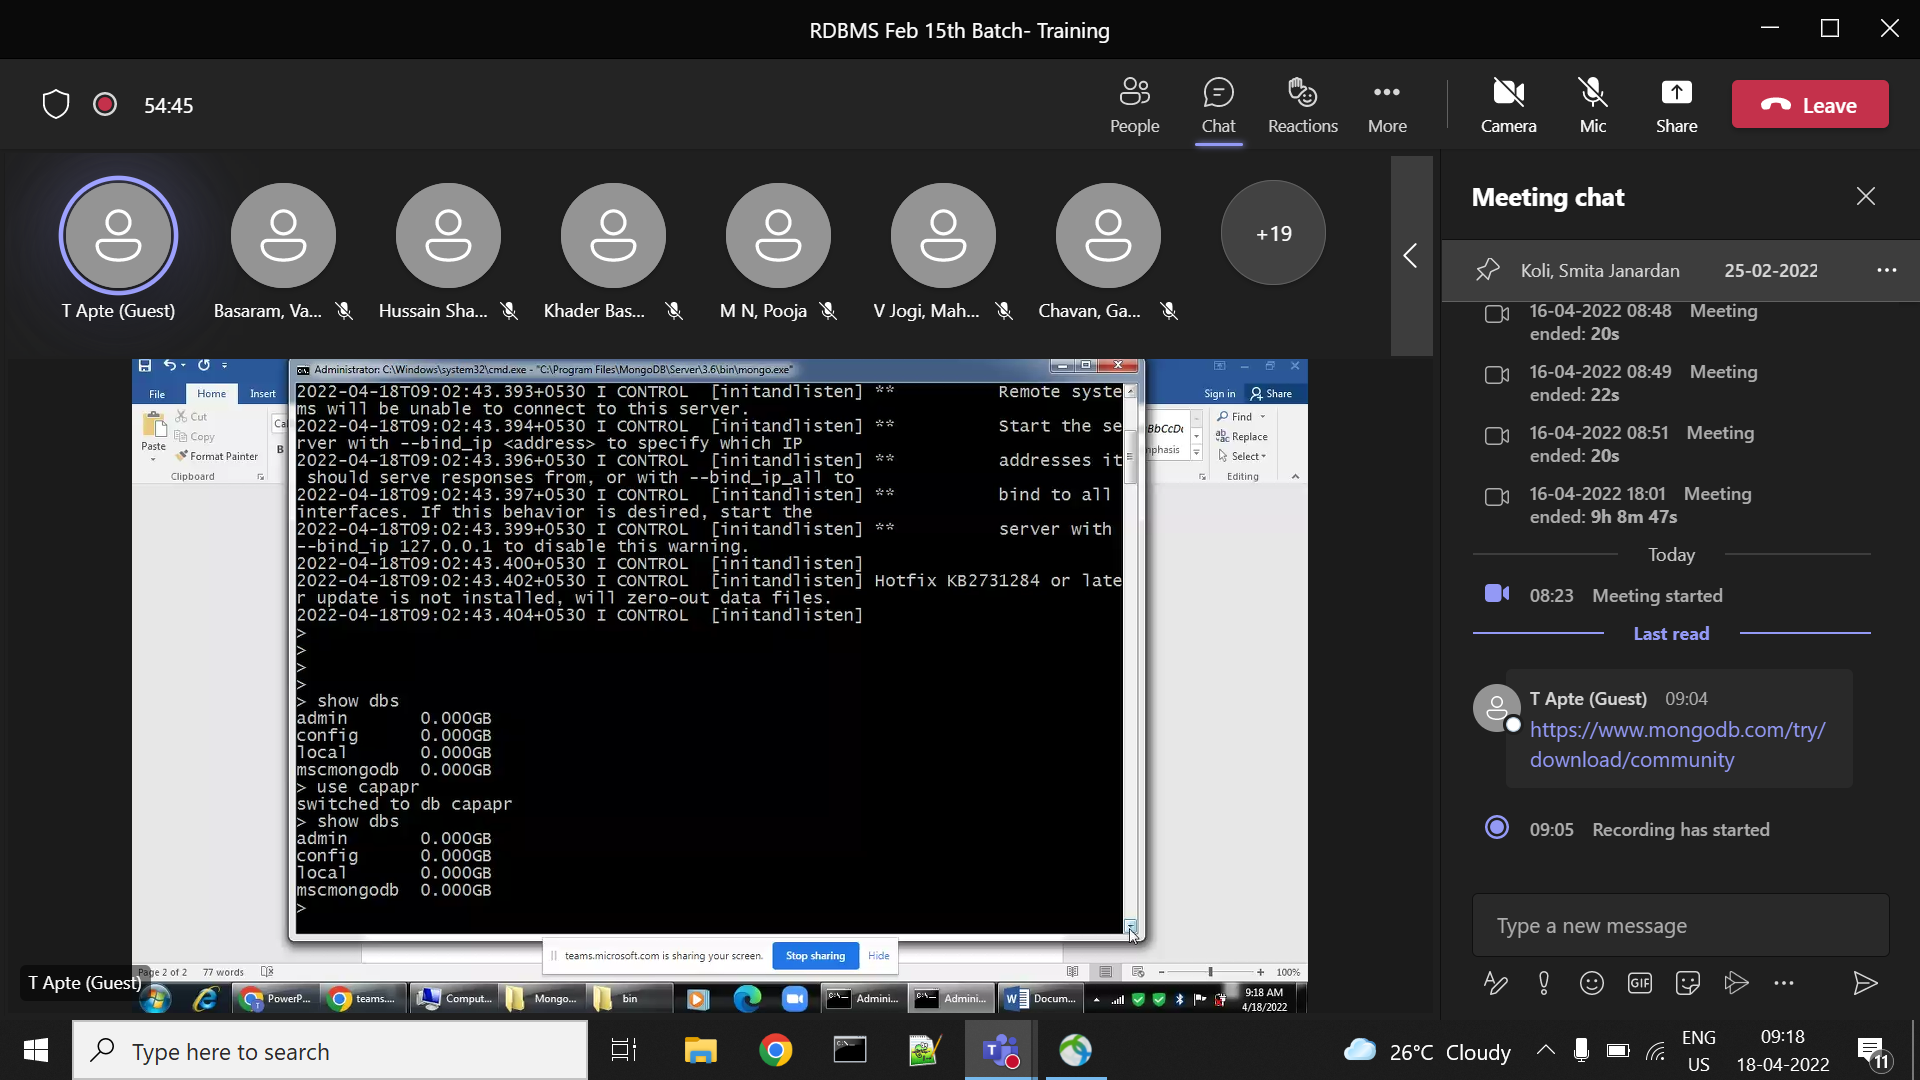 RDBMS Feb 15th Batch- Training
54:45
People
Chat
Reactions
More
Camera
Mic
Share
Leave
T Apte (Guest)
Basaram, Va...
Hussain Sha...
Khader Bas...
M N, Pooja
V Jogi, Mah...
Chavan, Ga...
+19
Administrator: C:\Windows\system32\cmd.exe - "C:\Program Files\MongoDB\Server\3.6\bin\mongo.exe"
File
Home
Insert
Sign in
Share
Paste
Cut
Copy
Format Painter
Clipboard
Find
Replace
Select
Editing
2022-04-18T09:02:43.393+0530 I CONTROL  [initandlisten] **          Remote syste
ms will be unable to connect to this server.
2022-04-18T09:02:43.394+0530 I CONTROL  [initandlisten] **          Start the se
rver with --bind_ip <address> to specify which IP
2022-04-18T09:02:43.396+0530 I CONTROL  [initandlisten] **          addresses it
 should serve responses from, or with --bind_ip_all to
2022-04-18T09:02:43.397+0530 I CONTROL  [initandlisten] **          bind to all
interfaces. If this behavior is desired, start the
2022-04-18T09:02:43.399+0530 I CONTROL  [initandlisten] **          server with
--bind_ip 127.0.0.1 to disable this warning.
2022-04-18T09:02:43.400+0530 I CONTROL  [initandlisten]
2022-04-18T09:02:43.402+0530 I CONTROL  [initandlisten] Hotfix KB2731284 or late
r update is not installed, will zero-out data files.
2022-04-18T09:02:43.404+0530 I CONTROL  [initandlisten]
>
>
>
>
> show dbs
admin       0.000GB
config      0.000GB
local       0.000GB
mscmongodb  0.000GB
> use capapr
switched to db capapr
> show dbs
admin       0.000GB
config      0.000GB
local       0.000GB
mscmongodb  0.000GB
>
teams.microsoft.com is sharing your screen.
Stop sharing
Hide
T Apte (Guest)
Page 2 of 2
77 words
100%
PowerP...
teams....
Comput...
Mongo...
bin
Admini...
Admini...
Docum...
9:18 AM
4/18/2022
Meeting chat
Koli, Smita Janardan
25-02-2022
16-04-2022 08:48 Meeting
ended: 20s
16-04-2022 08:49 Meeting
ended: 22s
16-04-2022 08:51 Meeting
ended: 20s
16-04-2022 18:01 Meeting
ended: 9h 8m 47s
Today
08:23 Meeting started
Last read
T Apte (Guest) 09:04
https://www.mongodb.com/try/
download/community
09:05 Recording has started
Type a new message
GIF
Type here to search
26°C Cloudy
ENG
US
09:18
18-04-2022
11